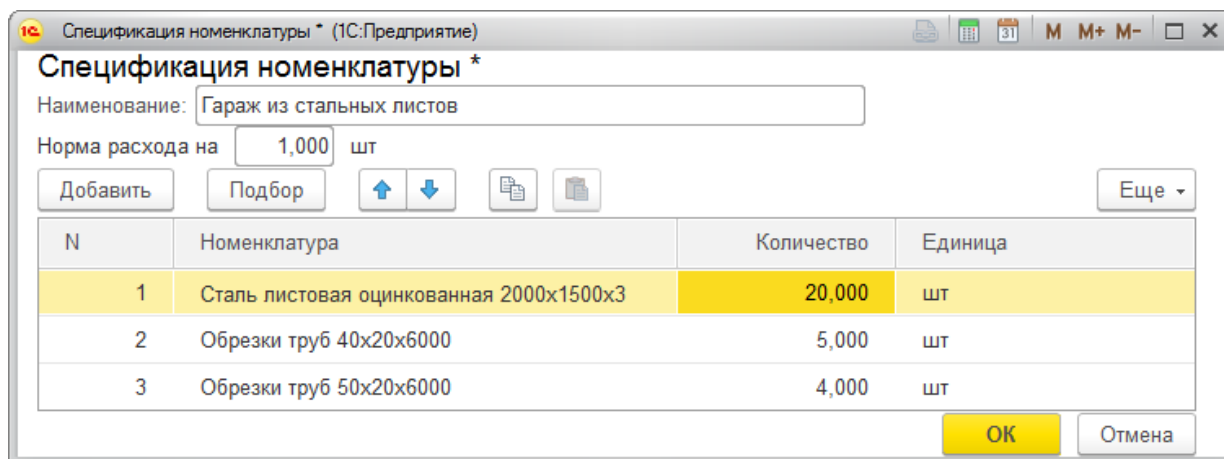 1С Спецификация номенклатуры * (1С:Предприятие) 31 M M+ M-
Спецификация номенклатуры *
Наименование: Гараж из стальных листов
Норма расхода на 1,000 шт
Добавить Подбор Еще
N Номенклатура Количество Единица
1 Сталь листовая оцинкованная 2000х1500х3 20,000 шт
2 Обрезки труб 40х20х6000 5,000 шт
3 Обрезки труб 50х20х6000 4,000 шт
ОК Отмена